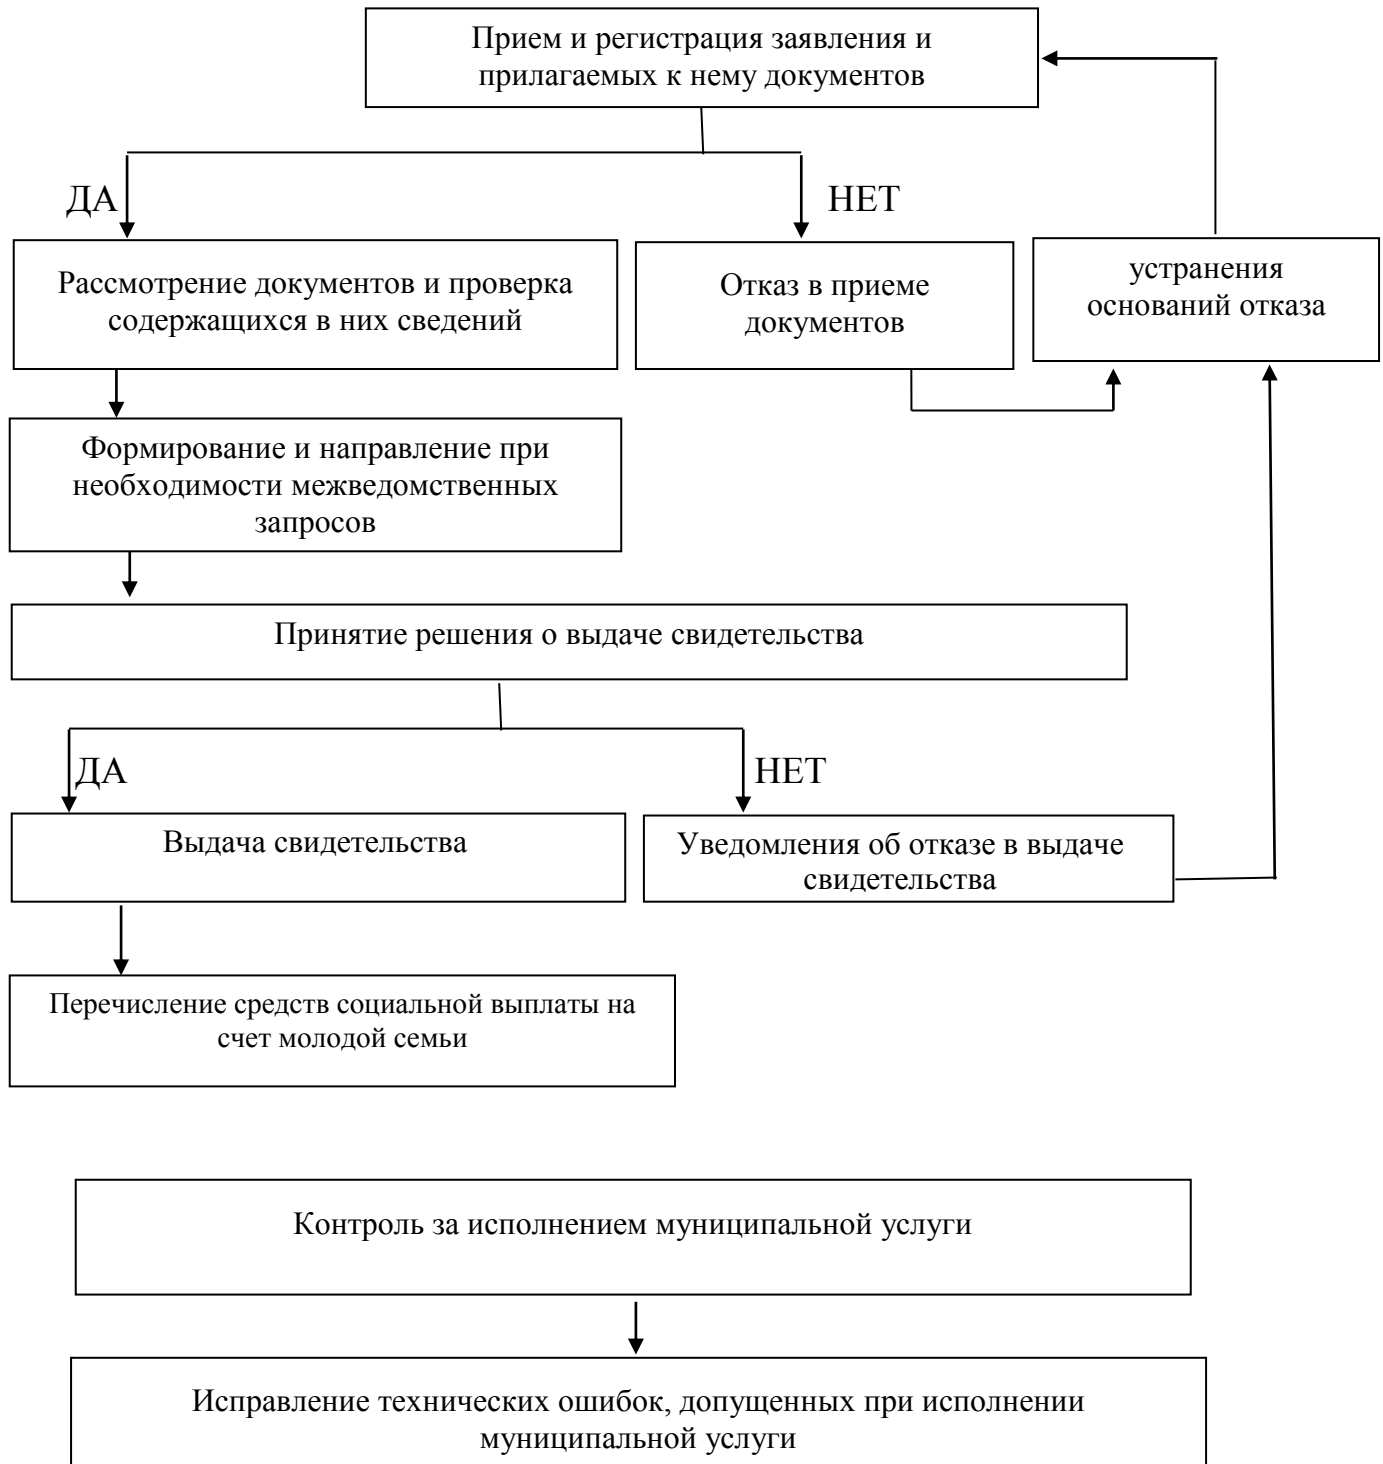 Прием и регистрация заявления и
прилагаемых к нему документов
ДА
НЕТ
Рассмотрение документов и проверка
содержащихся в них сведений
Отказ в приеме
документов
устранения
оснований отказа
Формирование и направление при
необходимости межведомственных
запросов
Принятие решения о выдаче свидетельства
ДА
НЕТ
Выдача свидетельства
Уведомления об отказе в выдаче
свидетельства
Перечисление средств социальной выплаты на
счет молодой семьи
Контроль за исполнением муниципальной услуги
Исправление технических ошибок, допущенных при исполнении
муниципальной услуги